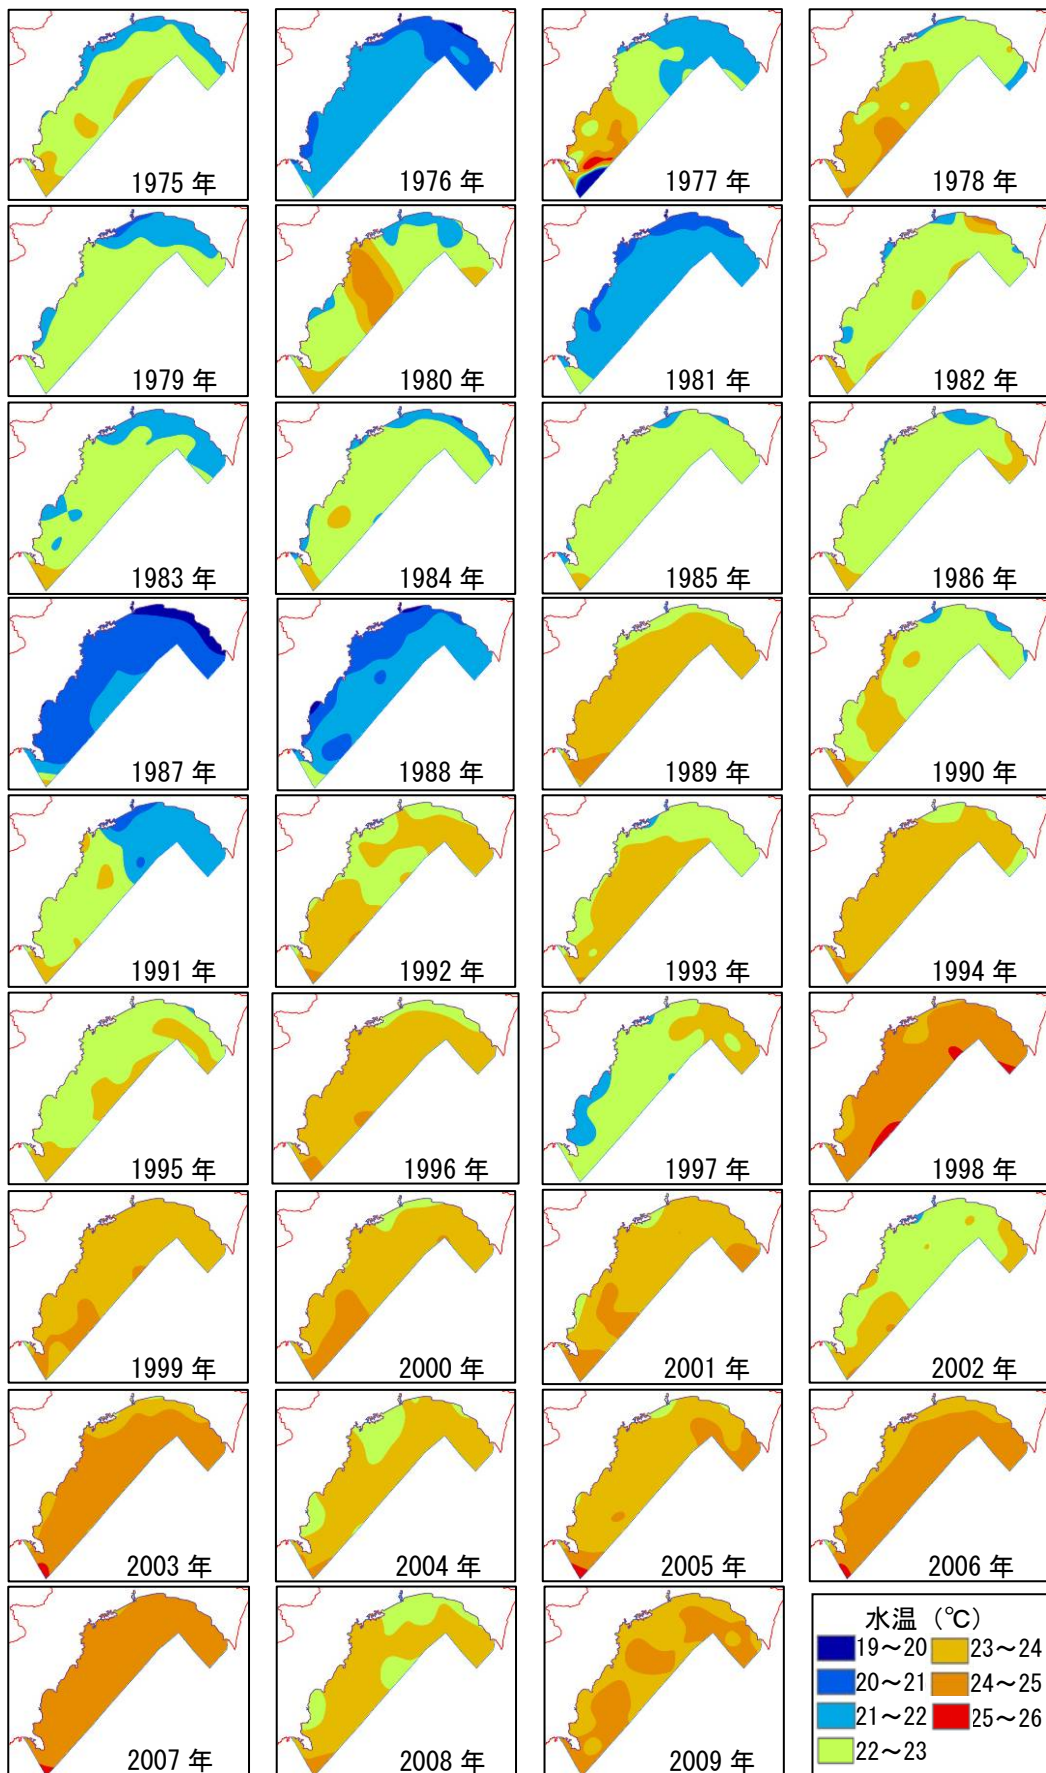 1975 年
1976 年
1977 年
1978 年
1979 年
1980 年
1981 年
1982 年
1983 年
1984 年
1985 年
1986 年
1987 年
1988 年
1989 年
1990 年
1991 年
1992 年
1993 年
1994 年
1995 年
1996 年
1997 年
1998 年
1999 年
2000 年
2001 年
2002 年
2003 年
2004 年
2005 年
2006 年
2007 年
2008 年
2009 年
水温（℃）
19～20
20～21
21～22
22～23
23～24
24～25
25～26